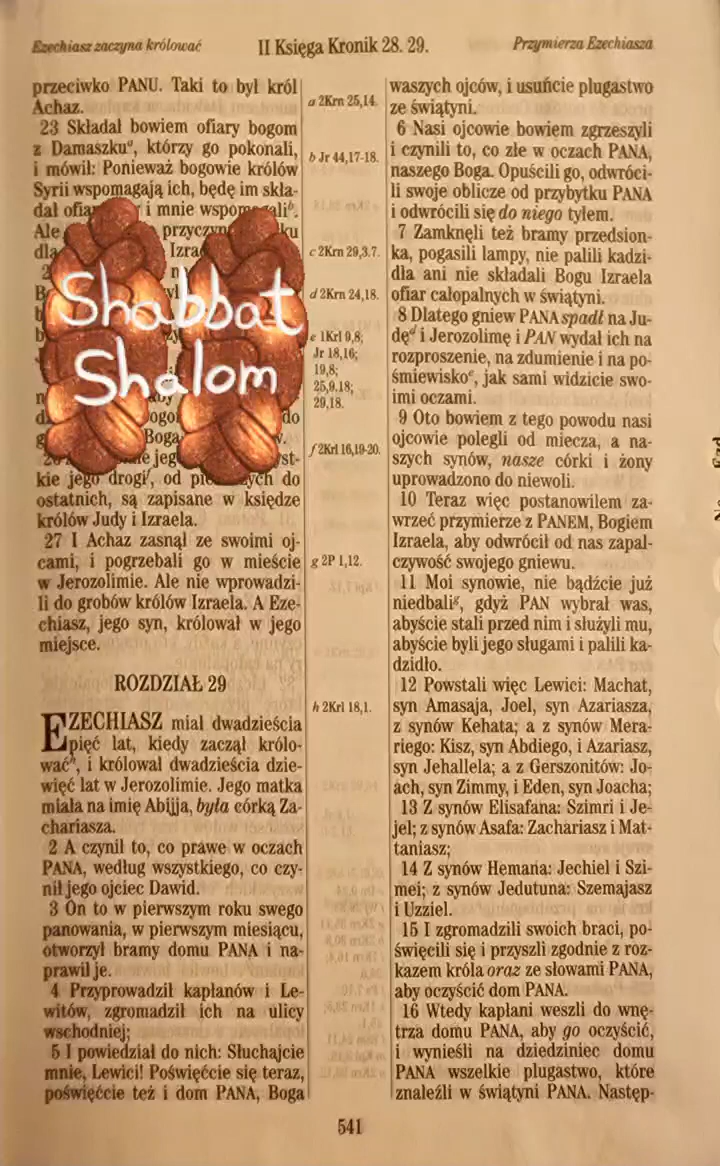 Ezechiasz zaczyna królować
II Księga Kronik 28. 29.
Przymierza Ezechiasza
przeciwko PANU. Taki to był król
Achaz.
23 Składał bowiem ofiary bogom
z Damaszku, którzy go pokonali,
i mówił: Ponieważ bogowie królów
Syrii wspomagają ich, będę im skła-
dał i mnie
Ale
Shabbat
Shalom
kie jego drogi, od do
ostatnich, są zapisane w księdze
królów Judy i Izraela.
27 I Achaz zasnął ze swoimi oj-
cami, i pogrzebali go w mieście
w Jerozolimie. Ale nie wprowadzi-
li do grobów królów Izraela. A Eze-
chiasz, jego syn, królował w jego
miejsce.
ROZDZIAŁ 29
EZECHIASZ miał dwadzieścia
pięć lat, kiedy zaczął królo-
wać, i królował dwadzieścia dzie-
więć lat w Jerozolimie. Jego matka
miała na imię Abijja, była córką Za-
chariasza.
2 A czynił to, co prawe w oczach
PANA, według wszystkiego, co czy-
nił jego ojciec Dawid.
3 On to w pierwszym roku swego
panowania, w pierwszym miesiącu,
otworzył bramy domu PANA i na-
prawił je.
4 Przyprowadził kapłanów i Le-
witów, zgromadził ich na ulicy
wschodniej;
5 I powiedział do nich: Słuchajcie
mnie, Lewici! Poświęćcie się teraz,
poświęćcie też i dom PANA, Boga
a 2Krn 25,14.
b Jr 44,17-18.
c 2Krn 29,3.7.
d 2Krn 24,18.
e 1Krl 9,8;
Jr 18,16;
19,8;
25,9.18;
29,18.
f 2Krl 16,19-20.
g 2P 1,12.
h 2Krl 18,1.
waszych ojców, i usuńcie plugastwo
ze świątyni.
6 Nasi ojcowie bowiem zgrzeszyli
i czynili to, co złe w oczach PANA,
naszego Boga. Opuścili go, odwróci-
li swoje oblicze od przybytku PANA
i odwrócili się do niego tyłem.
7 Zamknęli też bramy przedsion-
ka, pogasili lampy, nie palili kadzi-
dła ani nie składali Bogu Izraela
ofiar całopalnych w świątyni.
8 Dlatego gniew PANA spadł na Ju-
dę i Jerozolimę i PAN wydał ich na
rozproszenie, na zdumienie i na po-
śmiewisko, jak sami widzicie swo-
imi oczami.
9 Oto bowiem z tego powodu nasi
ojcowie polegli od miecza, a na-
szych synów, nasze córki i żony
uprowadzono do niewoli.
10 Teraz więc postanowiłem za-
wrzeć przymierze z PANEM, Bogiem
Izraela, aby odwrócił od nas zapal-
czywość swojego gniewu.
11 Moi synowie, nie bądźcie już
niedbali, gdyż PAN wybrał was,
abyście stali przed nim i służyli mu,
abyście byli jego sługami i palili ka-
dzidło.
12 Powstali więc Lewici: Machat,
syn Amasaja, Joel, syn Azariasza,
z synów Kehata; a z synów Mera-
riego: Kisz, syn Abdiego, i Azariasz,
syn Jehallela; a z Gerszonitów: Jo-
ach, syn Zimmy, i Eden, syn Joacha;
13 Z synów Elisafana: Szimri i Je-
jel; z synów Asafa: Zachariasz i Mat-
taniasz;
14 Z synów Hemana: Jechiel i Szi-
mei; z synów Jedutuna: Szemajasz
i Uzziel.
15 I zgromadzili swoich braci, po-
święcili się i przyszli zgodnie z roz-
kazem króla oraz ze słowami PANA,
aby oczyścić dom PANA.
16 Wtedy kapłani weszli do wnę-
trza domu PANA, aby go oczyścić,
i wynieśli na dziedziniec domu
PANA wszelkie plugastwo, które
znaleźli w świątyni PANA. Następ-
541